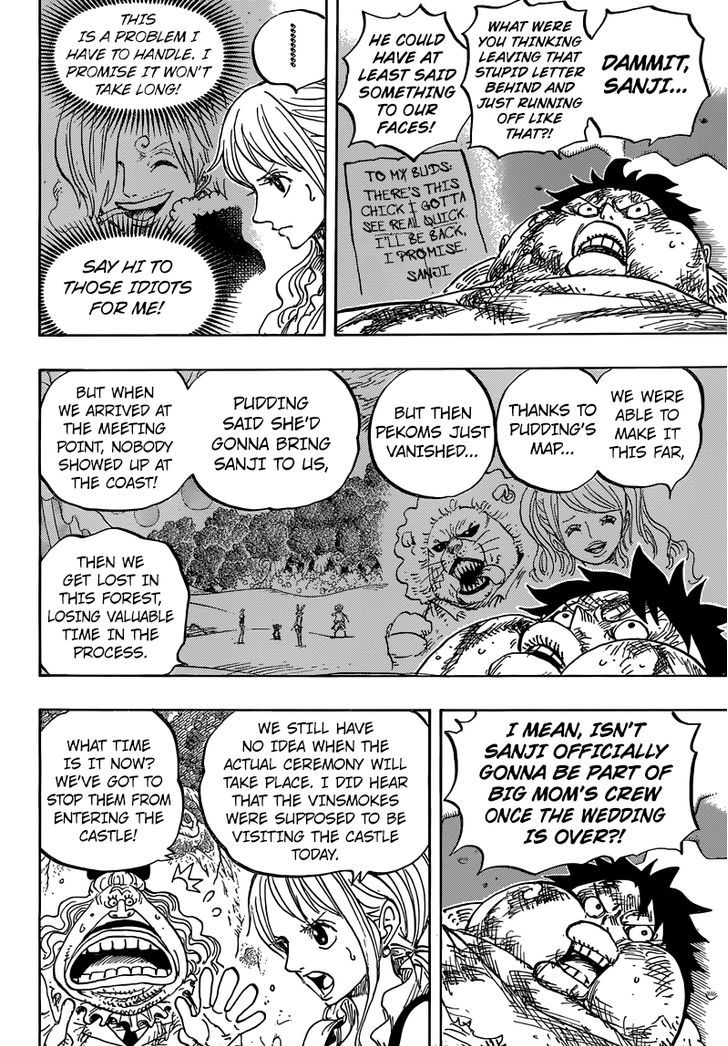 DAMMIT,
SANJI...
WHAT WERE
YOU THINKING
LEAVING THAT
STUPID LETTER
BEHIND AND
JUST RUNNING
OFF LIKE
THAT?!
HE COULD
HAVE AT
LEAST SAID
SOMETHING
TO OUR
FACES!
TO MY BUDS:
THERE'S THIS
CHICK I GOTTA
SEE REAL QUICK.
I'LL BE BACK,
I PROMISE.
SANJI
........
THIS
IS A PROBLEM I
HAVE TO HANDLE. I
PROMISE IT WON'T
TAKE LONG!
SAY HI TO
THOSE IDIOTS
FOR ME!
WE WERE
ABLE TO
MAKE IT
THIS FAR,
THANKS TO
PUDDING'S
MAP...
BUT THEN
PEKOMS JUST
VANISHED...
PUDDING
SAID SHE'D
GONNA BRING
SANJI TO US,
BUT WHEN
WE ARRIVED AT
THE MEETING
POINT, NOBODY
SHOWED UP AT
THE COAST!
THEN WE
GET LOST IN
THIS FOREST,
LOSING VALUABLE
TIME IN THE
PROCESS.
I MEAN, ISN'T
SANJI OFFICIALLY
GONNA BE PART OF
BIG MOM'S CREW
ONCE THE WEDDING
IS OVER?!
WE STILL HAVE
NO IDEA WHEN THE
ACTUAL CEREMONY WILL
TAKE PLACE. I DID HEAR
THAT THE VINSMOKES
WERE SUPPOSED TO BE
VISITING THE CASTLE
TODAY.
WHAT TIME
IS IT NOW?
WE'VE GOT TO
STOP THEM FROM
ENTERING THE
CASTLE!